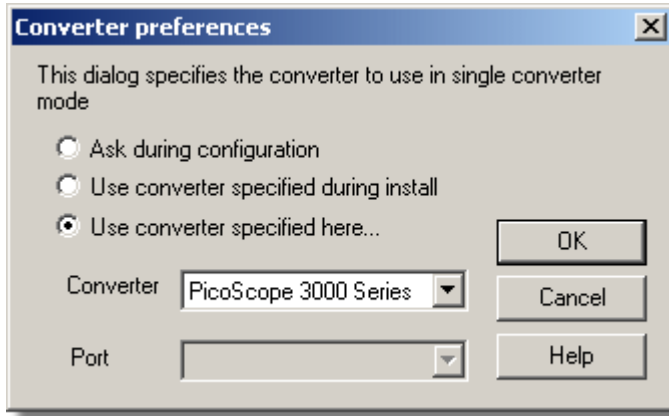 Converter preferences
This dialog specifies the converter to use in single converter
mode
Ask during configuration
Use converter specified during install
Use converter specified here...
OK
Converter PicoScope 3000 Series
Cancel
Port
Help